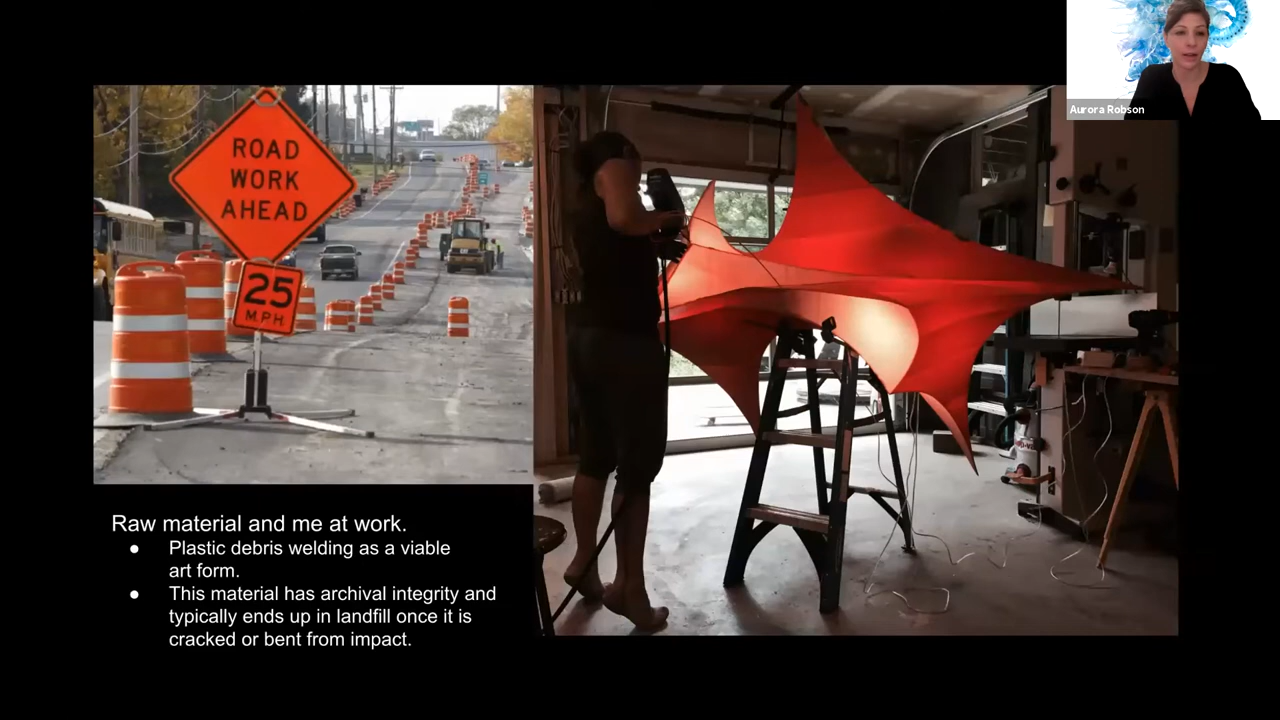 Aurora Robson
ROAD
WORK
AHEAD
25
M.P.H.
Raw material and me at work.
● Plastic debris welding as a viable
art form.
● This material has archival integrity and
typically ends up in landfill once it is
cracked or bent from impact.